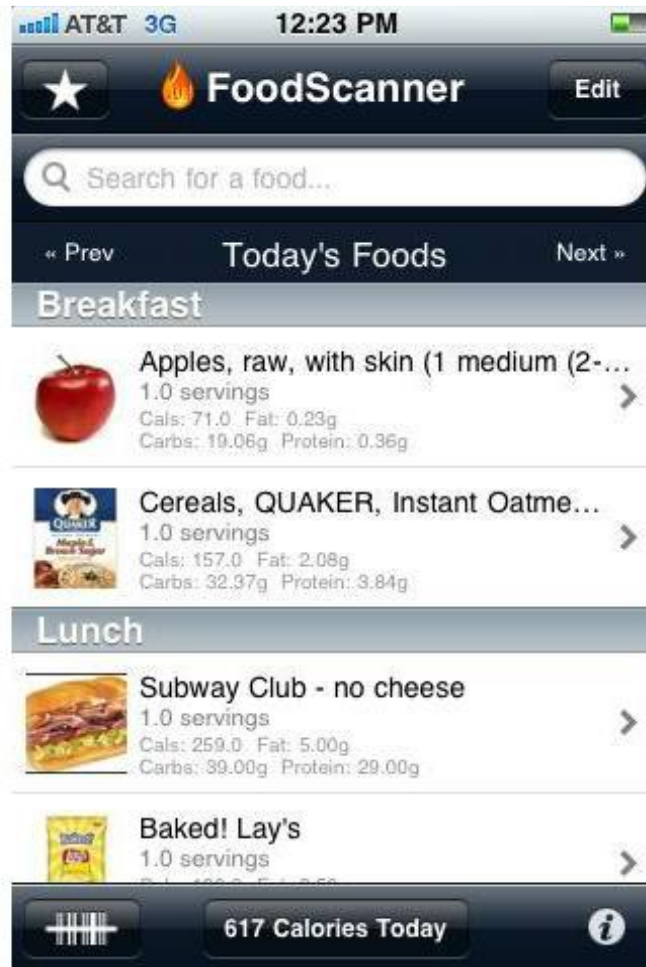 AT&T 3G 12:23 PM
FoodScanner
Edit
Search for a food...
« Prev Today's Foods Next »
Breakfast
Apples, raw, with skin (1 medium (2-...
1.0 servings
Cals: 71.0 Fat: 0.23g
Carbs: 19.06g Protein: 0.36g
QUAKER
Maple &
Brown Sugar
Cereals, QUAKER, Instant Oatme...
1.0 servings
Cals: 157.0 Fat: 2.08g
Carbs: 32.37g Protein: 3.84g
Lunch
Subway Club - no cheese
1.0 servings
Cals: 259.0 Fat: 5.00g
Carbs: 39.00g Protein: 29.00g
Baked! Lay's
1.0 servings
617 Calories Today
i